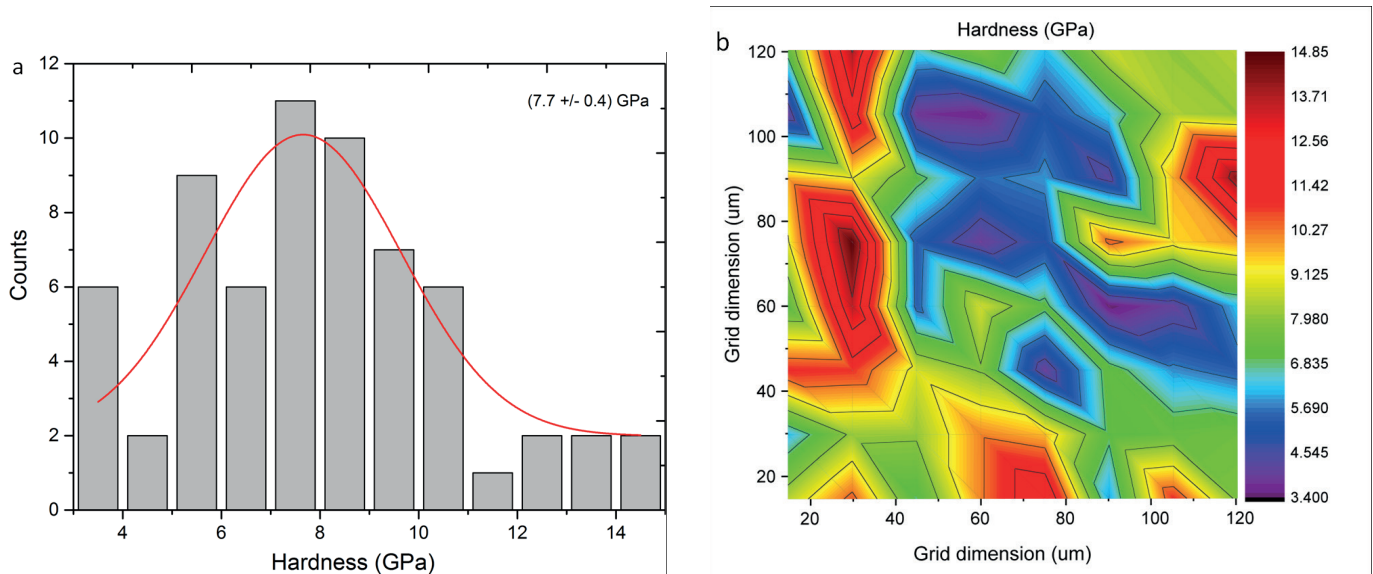 a
12
10
8
6
4
2
0
Counts
(7.7 +/- 0.4) GPa
4 6 8 10 12 14
Hardness (GPa)
b
Hardness (GPa)
120
100
80
60
40
20
Grid dimension (um)
20 40 60 80 100 120
Grid dimension (um)
14.85
13.71
12.56
11.42
10.27
9.125
7.980
6.835
5.690
4.545
3.400